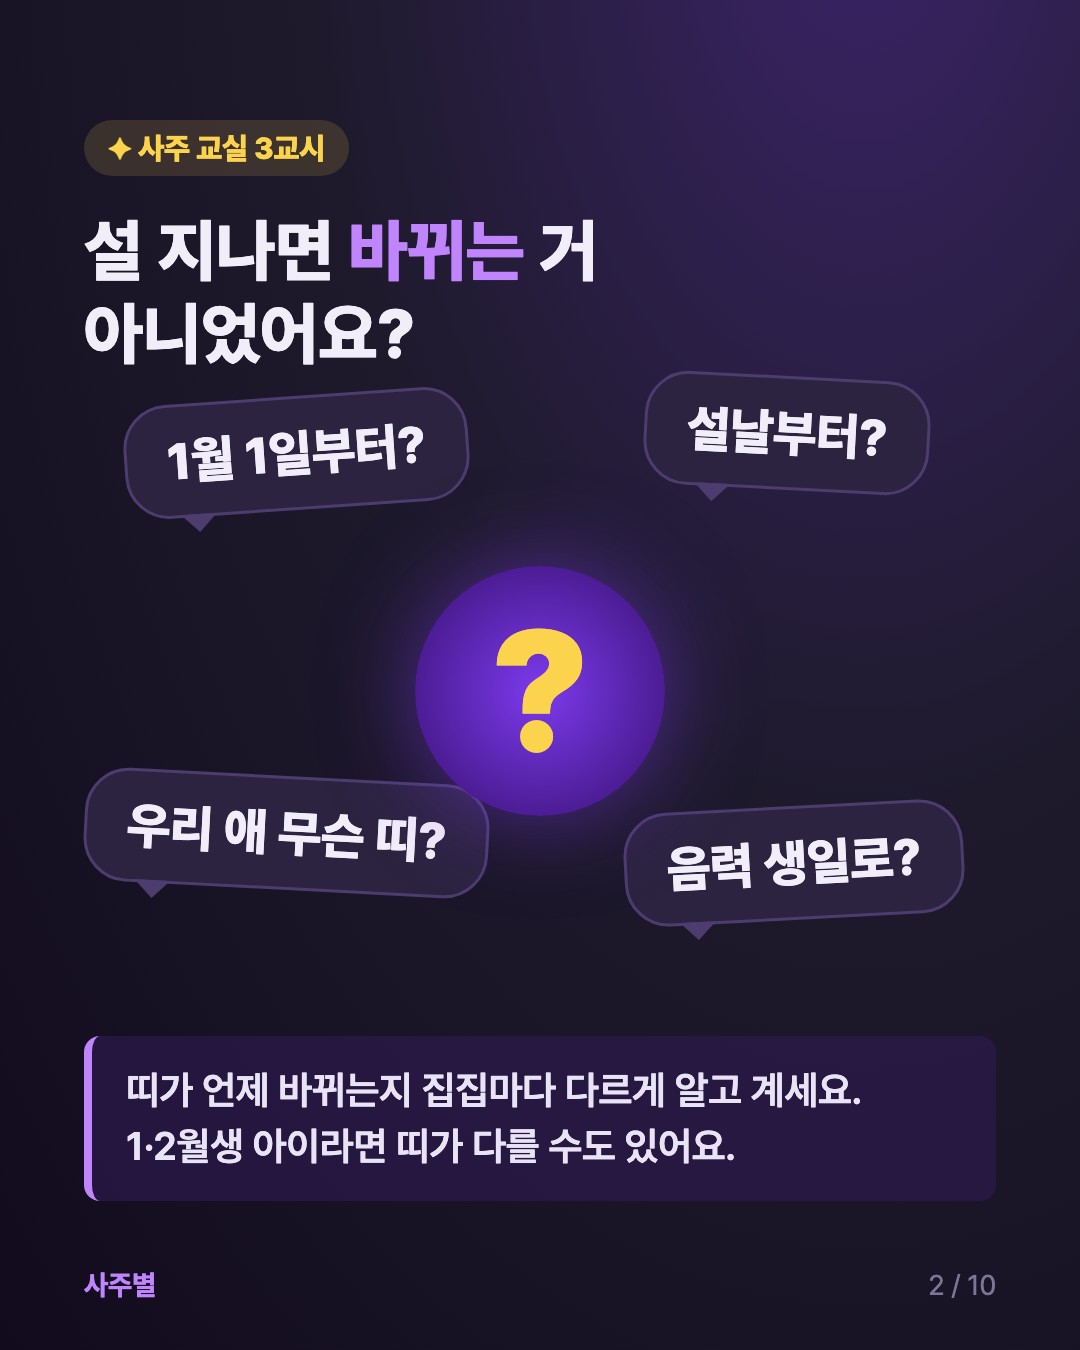 ✦ 사주 교실 3교시
설 지나면 바뀌는 거
아니었어요?
1월 1일부터?
설날부터?
?
우리 애 무슨 띠?
음력 생일로?
띠가 언제 바뀌는지 집집마다 다르게 알고 계세요.
1·2월생 아이라면 띠가 다를 수도 있어요.
사주별
2 / 10